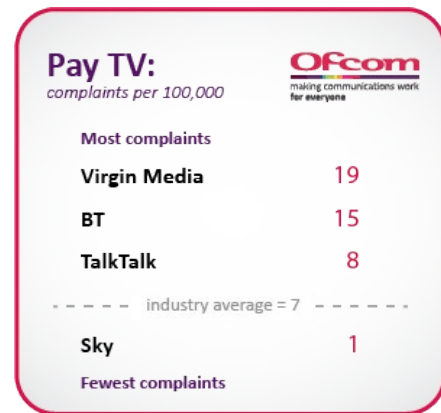 Pay TV:
complaints per 100,000
Ofcom
making communications work
for everyone
Most complaints
Virgin Media 19
BT 15
TalkTalk 8
industry average = 7
Sky 1
Fewest complaints